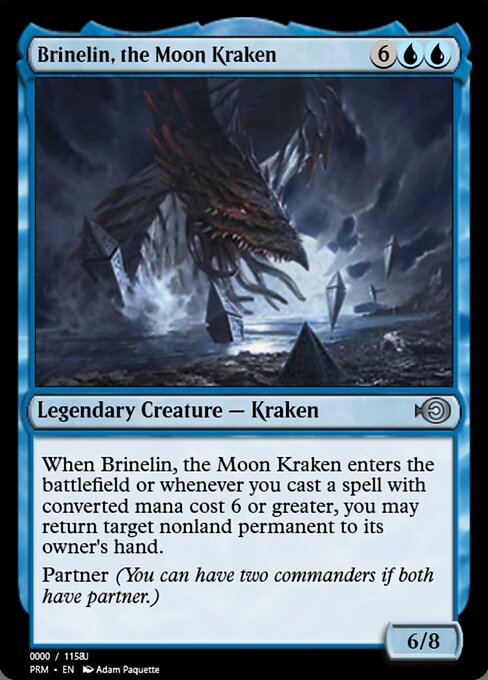 Brinelin, the Moon Kraken 6
Legendary Creature — Kraken
When Brinelin, the Moon Kraken enters the
battlefield or whenever you cast a spell with
converted mana cost 6 or greater, you may
return target nonland permanent to its
owner's hand.
Partner (You can have two commanders if both
have partner.)
6/8
0000 / 1158U
PRM • EN Adam Paquette